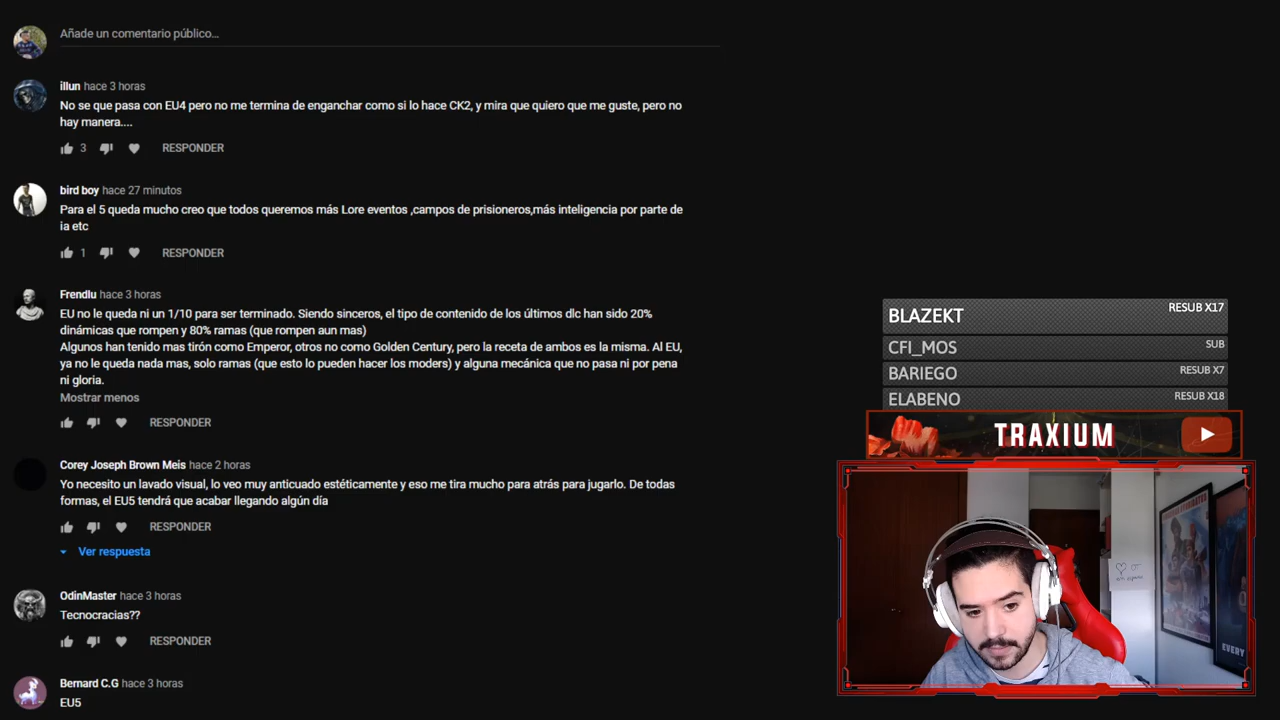 Añade un comentario público...
illun hace 3 horas
No se que pasa con EU4 pero no me termina de enganchar como si lo hace CK2, y mira que quiero que me guste, pero no
hay manera....
3 RESPONDER
bird boy hace 27 minutos
Para el 5 queda mucho creo que todos queremos más Lore eventos ,campos de prisioneros,más inteligencia por parte de
ia etc
1 RESPONDER
Frendlu hace 3 horas
EU no le queda ni un 1/10 para ser terminado. Siendo sinceros, el tipo de contenido de los últimos dlc han sido 20%
dinámicas que rompen y 80% ramas (que rompen aun mas)
Algunos han tenido mas tirón como Emperor, otros no como Golden Century, pero la receta de ambos es la misma. Al EU,
ya no le queda nada mas, solo ramas (que esto lo pueden hacer los moders) y alguna mecánica que no pasa ni por pena
ni gloria.
Mostrar menos
RESPONDER
Corey Joseph Brown Meis hace 2 horas
Yo necesito un lavado visual, lo veo muy anticuado estéticamente y eso me tira mucho para atrás para jugarlo. De todas
formas, el EU5 tendrá que acabar llegando algún día
RESPONDER
Ver respuesta
OdinMaster hace 3 horas
Tecnocracias??
RESPONDER
Bernard C.G hace 3 horas
EU5
BLAZEKT RESUB X17
CFI_MOS SUB
BARIEGO RESUB X7
ELABENO RESUB X18
TRAXIUM
EVERY